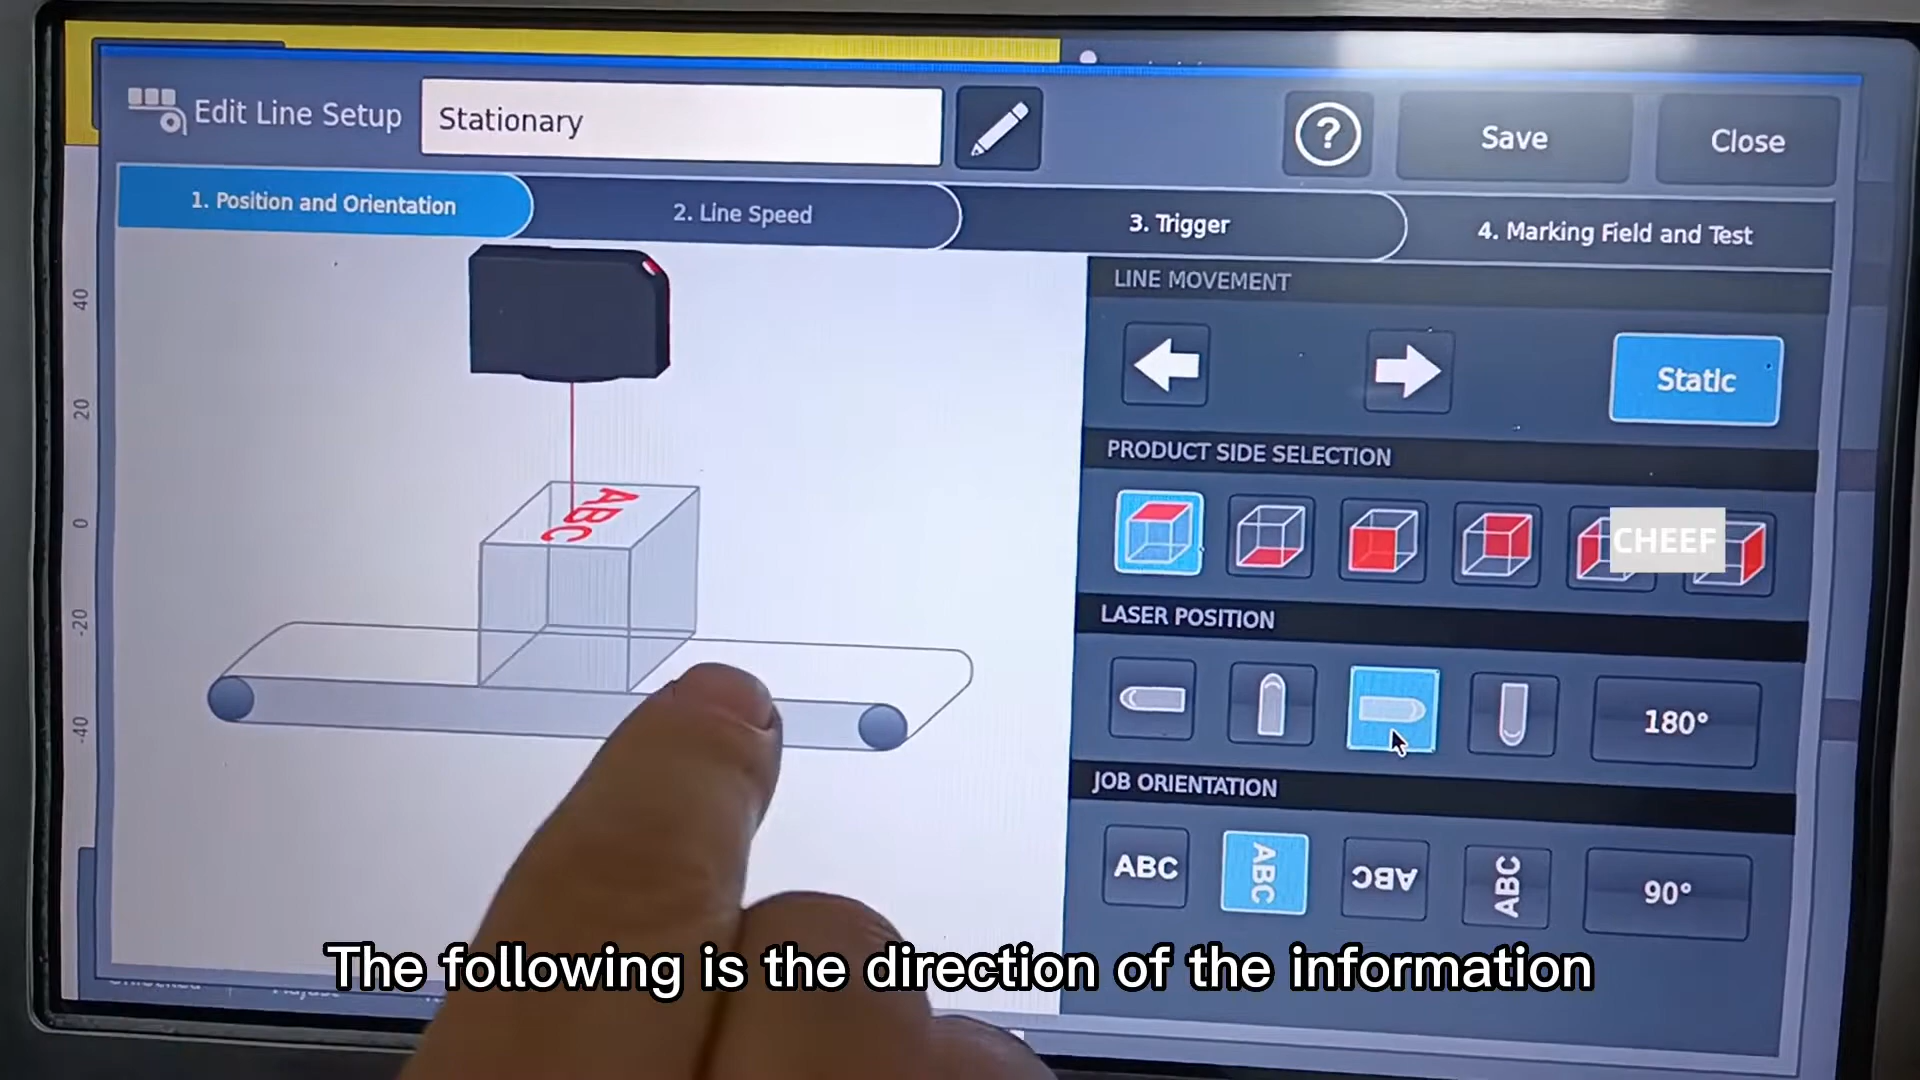 Edit Line Setup
Stationary
?
Save
Close
1. Position and Orientation
2. Line Speed
3. Trigger
4. Marking Field and Test
40
20
0
-20
-40
ABC
LINE MOVEMENT
Static
PRODUCT SIDE SELECTION
CHEEF
LASER POSITION
180°
JOB ORIENTATION
ABC
ABC
ABC
ABC
90°
The following is the direction of the information